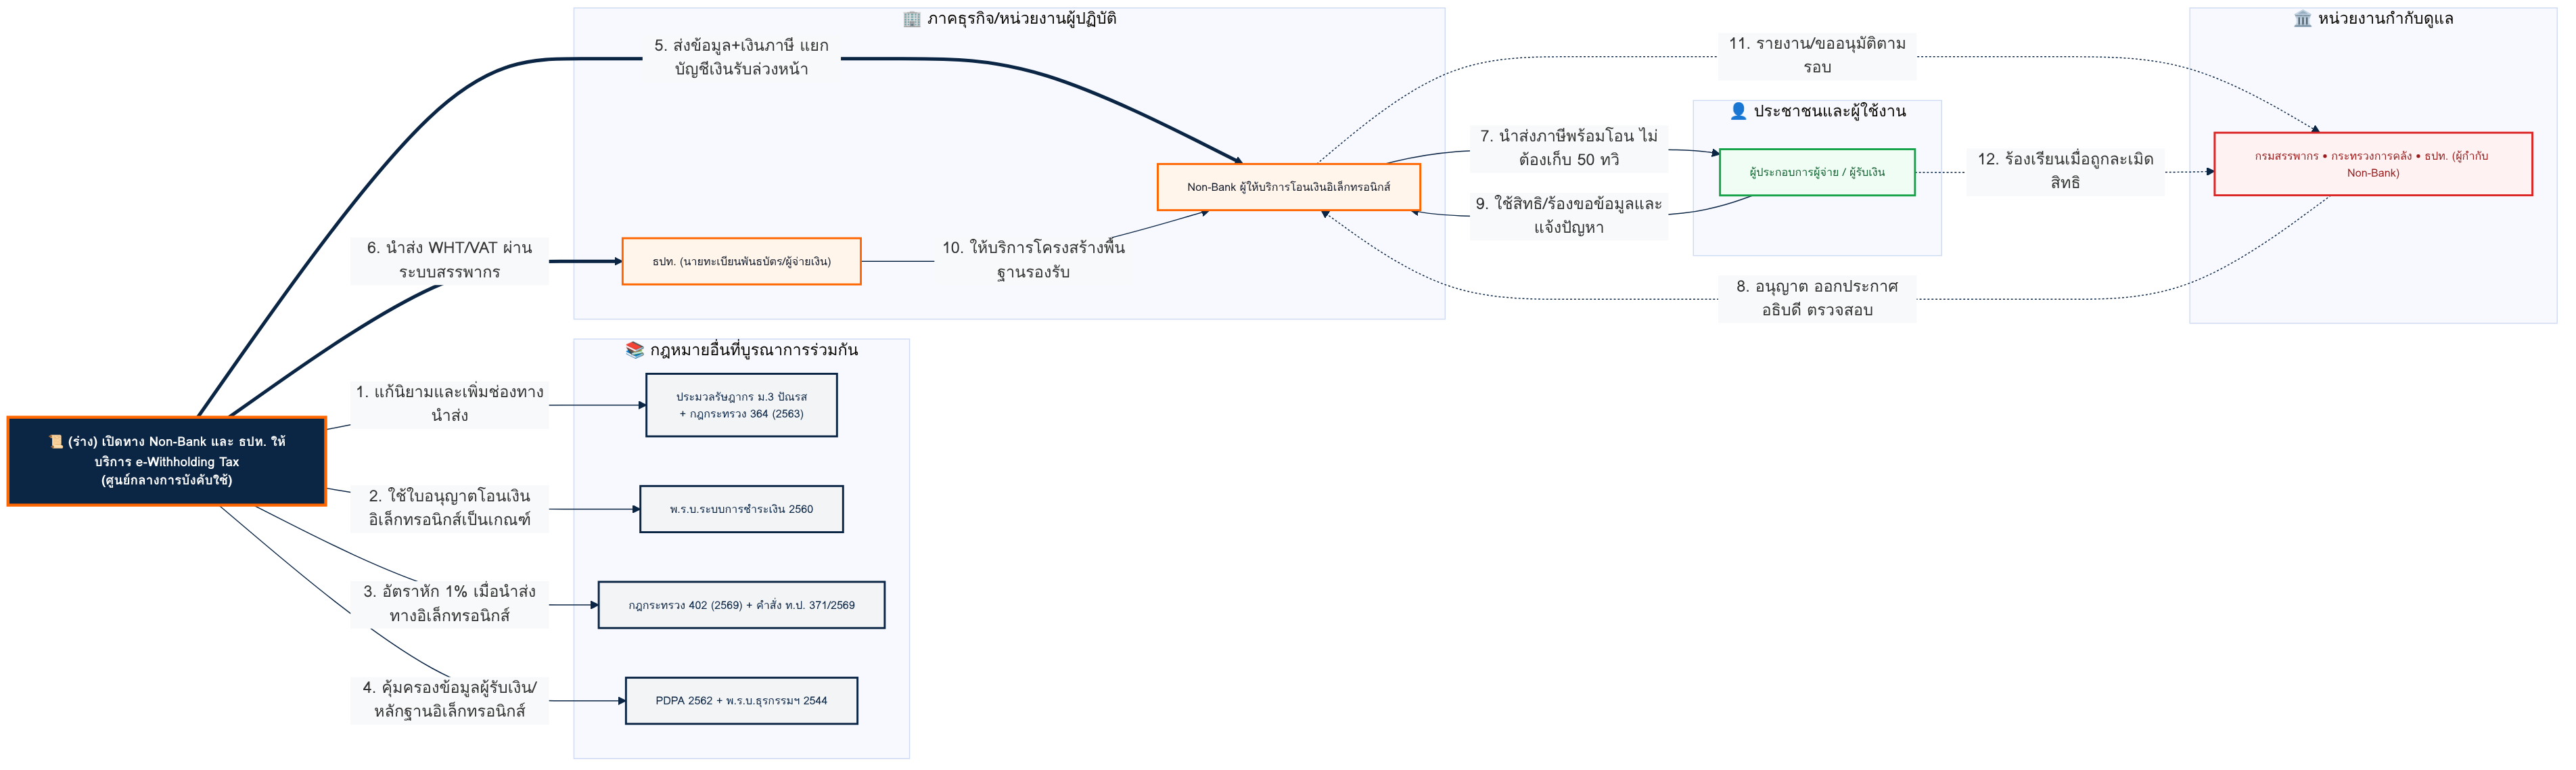 🏢 ภาคธุรกิจ/หน่วยงานผู้ปฏิบัติ
🏛️ หน่วยงานกำกับดูแล
5. ส่งข้อมูล+เงินภาษี แยก
บัญชีเงินรับล่วงหน้า
11. รายงาน/ขออนุมัติตาม
รอบ
👤 ประชาชนและผู้ใช้งาน
7. นำส่งภาษีพร้อมโอน ไม่
ต้องเก็บ 50 ทวิ
Non-Bank ผู้ให้บริการโอนเงินอิเล็กทรอนิกส์
ผู้ประกอบการผู้จ่าย / ผู้รับเงิน
12. ร้องเรียนเมื่อถูกละเมิด
สิทธิ
กรมสรรพากร • กระทรวงการคลัง • ธปท. (ผู้กำกับ
Non-Bank)
9. ใช้สิทธิ/ร้องขอข้อมูลและ
แจ้งปัญหา
6. นำส่ง WHT/VAT ผ่าน
ระบบสรรพากร
ธปท. (นายทะเบียนพันธบัตร/ผู้จ่ายเงิน)
10. ให้บริการโครงสร้างพื้น
ฐานรองรับ
8. อนุญาต ออกประกาศ
อธิบดี ตรวจสอบ
📚 กฎหมายอื่นที่บูรณาการร่วมกัน
1. แก้นิยามและเพิ่มช่องทาง
นำส่ง
ประมวลรัษฎากร ม.3 ปัณรส
+ กฎกระทรวง 364 (2563)
📜 (ร่าง) เปิดทาง Non-Bank และ ธปท. ให้
บริการ e-Withholding Tax
(ศูนย์กลางการบังคับใช้)
2. ใช้ใบอนุญาตโอนเงิน
อิเล็กทรอนิกส์เป็นเกณฑ์
พ.ร.บ.ระบบการชำระเงิน 2560
3. อัตราหัก 1% เมื่อนำส่ง
ทางอิเล็กทรอนิกส์
กฎกระทรวง 402 (2569) + คำสั่ง ท.ป. 371/2569
4. คุ้มครองข้อมูลผู้รับเงิน/
หลักฐานอิเล็กทรอนิกส์
PDPA 2562 + พ.ร.บ.ธุรกรรมฯ 2544